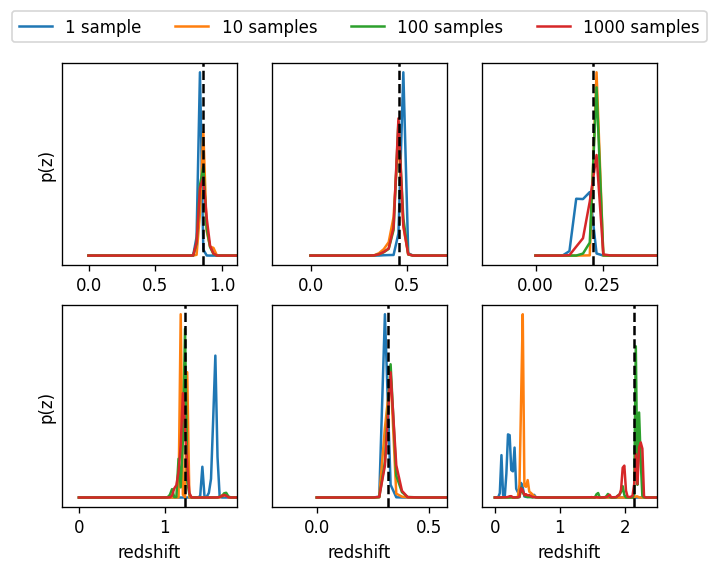 1 sample 10 samples 100 samples 1000 samples
p(z)
0.0 0.5 1.0 0.0 0.5 0.00 0.25
p(z)
0 1 0.0 0.5 0 1 2
redshift redshift redshift